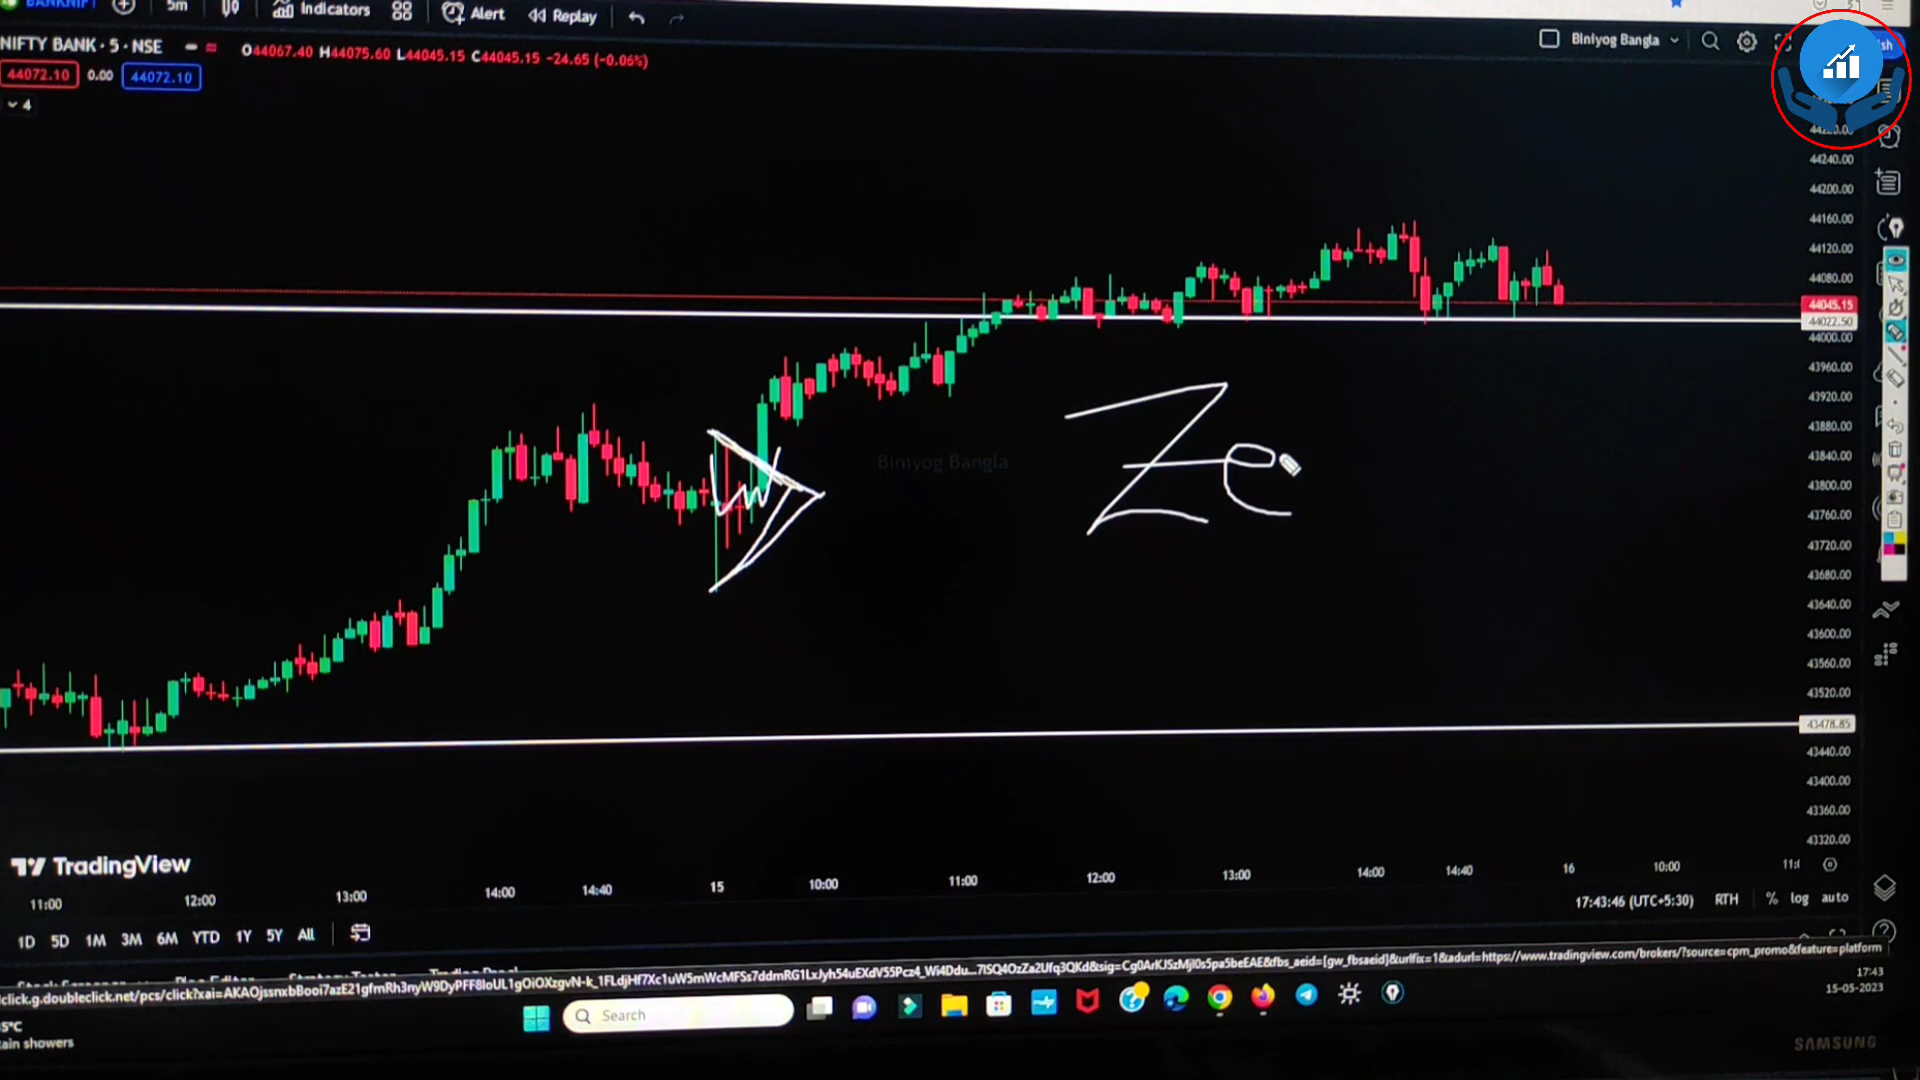 5m Indicators Alert Replay
NIFTY BANK · 5 · NSE O44067.40 H44075.60 L44045.15 C44045.15 -24.65 (-0.06%)
Biniyog Bangla
44072.10 0.00 44072.10
4
44240.00
44200.00
44160.00
44120.00
44080.00
44045.15
44022.50
44000.00
43960.00
43920.00
43880.00
43840.00
43800.00
43760.00
43720.00
43680.00
43640.00
43600.00
43560.00
43520.00
43478.85
43440.00
43400.00
43360.00
43320.00
Ze
Biniyog Bangla
TradingView
11:00 12:00 13:00 14:00 14:40 15 10:00 11:00 12:00 13:00 14:00 14:40 16 10:00
1D 5D 1M 3M 6M YTD 1Y 5Y All
17:43:46 (UTC+5:30) RTH % log auto
Search
17:43
15-05-2023
SAMSUNG